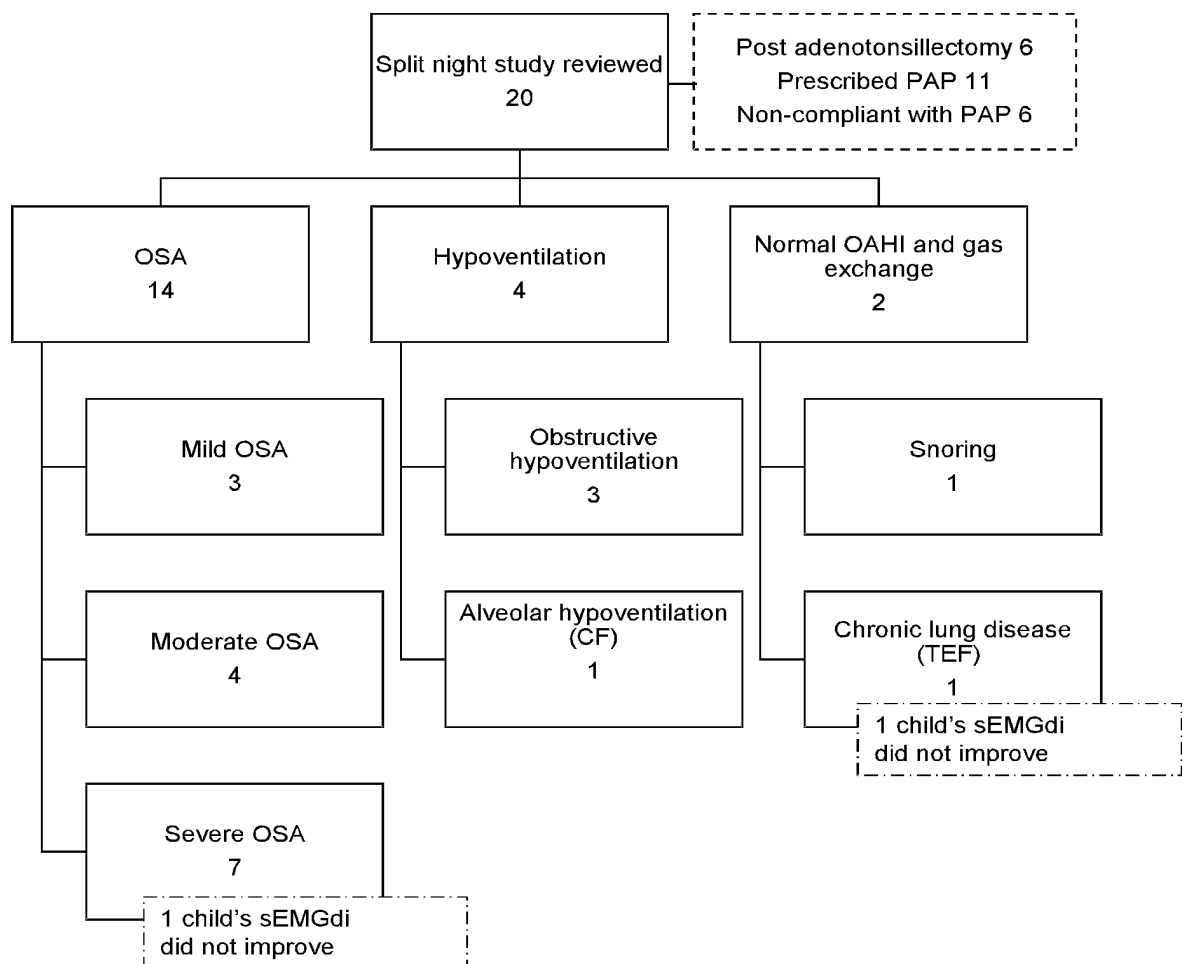 Split night study reviewed
20
Post adenotonsillectomy 6
Prescribed PAP 11
Non-compliant with PAP 6
OSA
14
Hypoventilation
4
Normal OAHI and gas
exchange
2
Mild OSA
3
Obstructive
hypoventilation
3
Snoring
1
Moderate OSA
4
Alveolar hypoventilation
(CF)
1
Chronic lung disease
(TEF)
1
1 child's sEMGdi
did not improve
Severe OSA
7
1 child's sEMGdi
did not improve